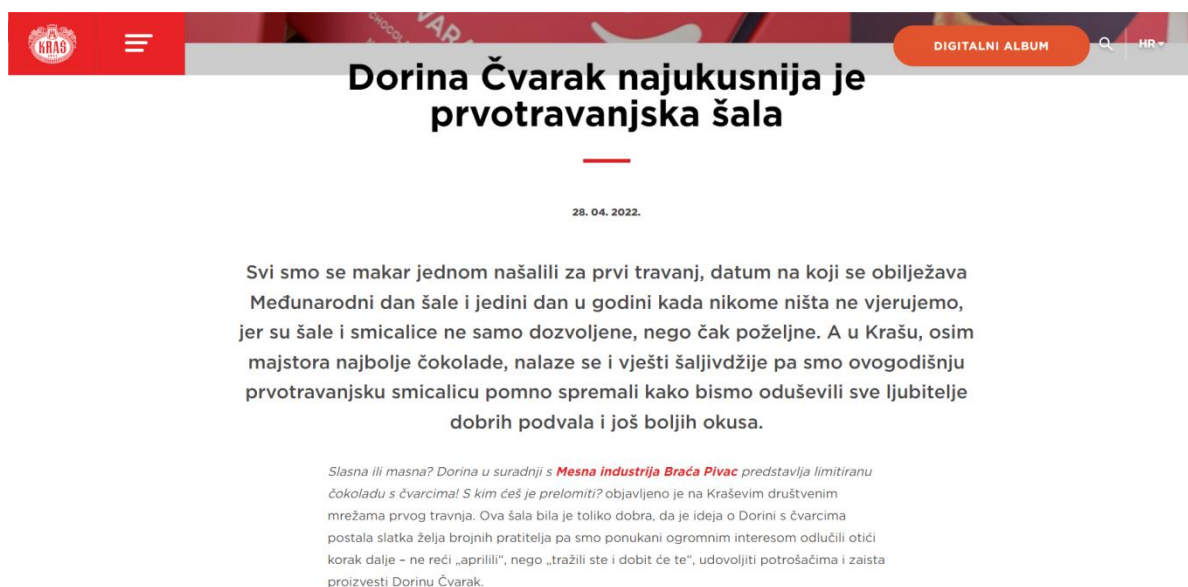 KRAŠ
CHOCOL
VARA
DIGITALNI ALBUM
HR
Dorina Čvarak najukusnija je
prvotravanjska šala
28. 04. 2022.
Svi smo se makar jednom našalili za prvi travanj, datum na koji se obilježava
Međunarodni dan šale i jedini dan u godini kada nikome ništa ne vjerujemo,
jer su šale i smicalice ne samo dozvoljene, nego čak poželjne. A u Krašu, osim
majstora najbolje čokolade, nalaze se i vješti šaljivdžije pa smo ovogodišnju
prvotravanjsku smicalicu pomno spremali kako bismo oduševili sve ljubitelje
dobrih podvala i još boljih okusa.
Slasna ili masna? Dorina u suradnji s Mesna industrija Braća Pivac predstavlja limitiranu
čokoladu s čvarcima! S kim ćeš je prelomiti? objavljeno je na Kraševim društvenim
mrežama prvog travnja. Ova šala bila je toliko dobra, da je ideja o Dorini s čvarcima
postala slatka želja brojnih pratitelja pa smo ponukani ogromnim interesom odlučili otići
korak dalje – ne reći „aprilili“, nego „tražili ste i dobit će te“, udovoljiti potrošačima i zaista
proizvesti Dorinu Čvarak.